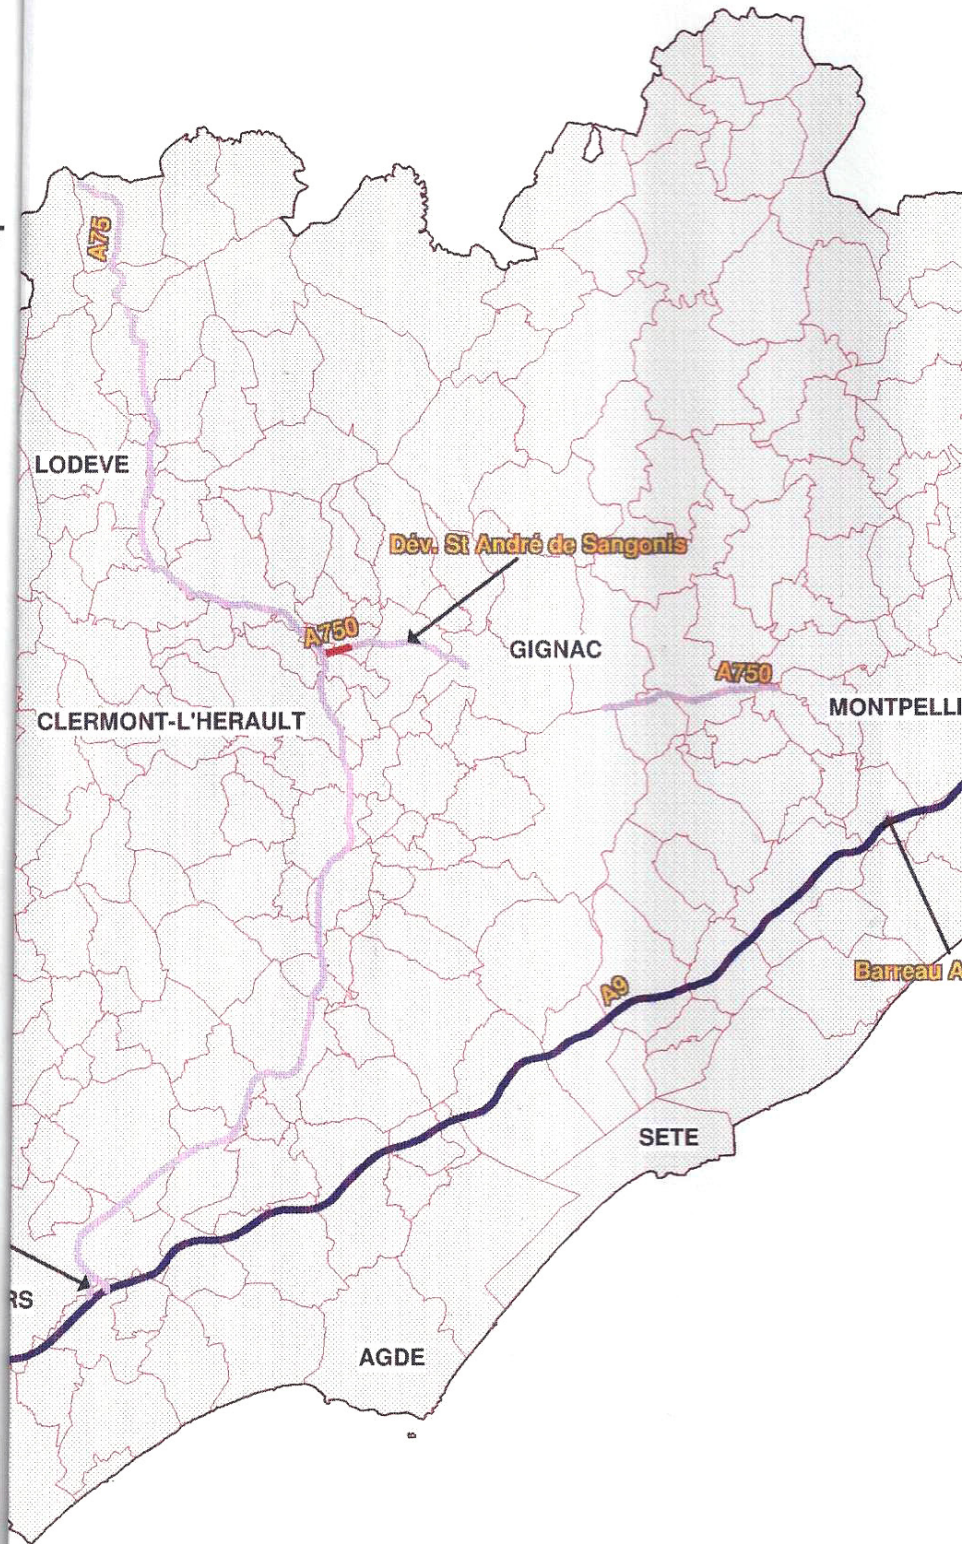 A75
LODEVE
Dév. St André de Sangonis
A750
GIGNAC
A750
CLERMONT-L'HERAULT
MONTPELLI
Barreau A
A9
SETE
RS
AGDE